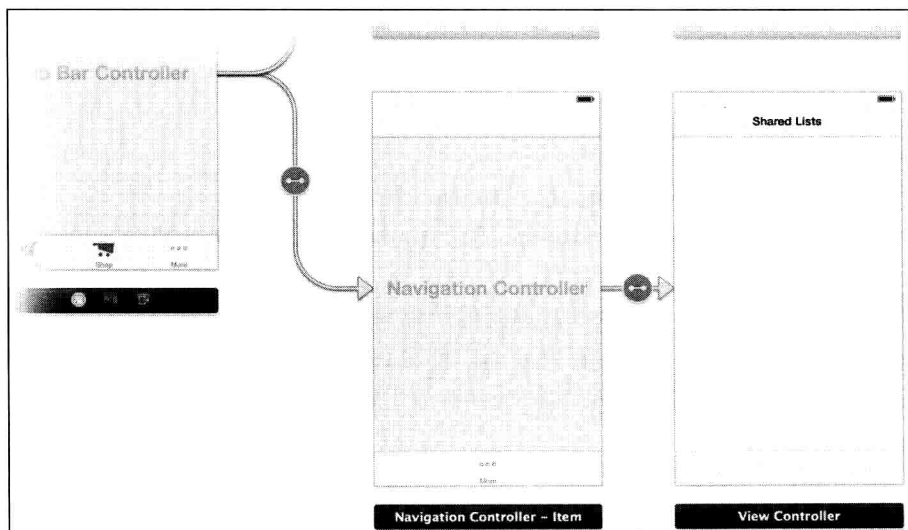 Bar Controller
Shop
More
Navigation Controller
More
Navigation Controller – Item
Shared Lists
View Controller